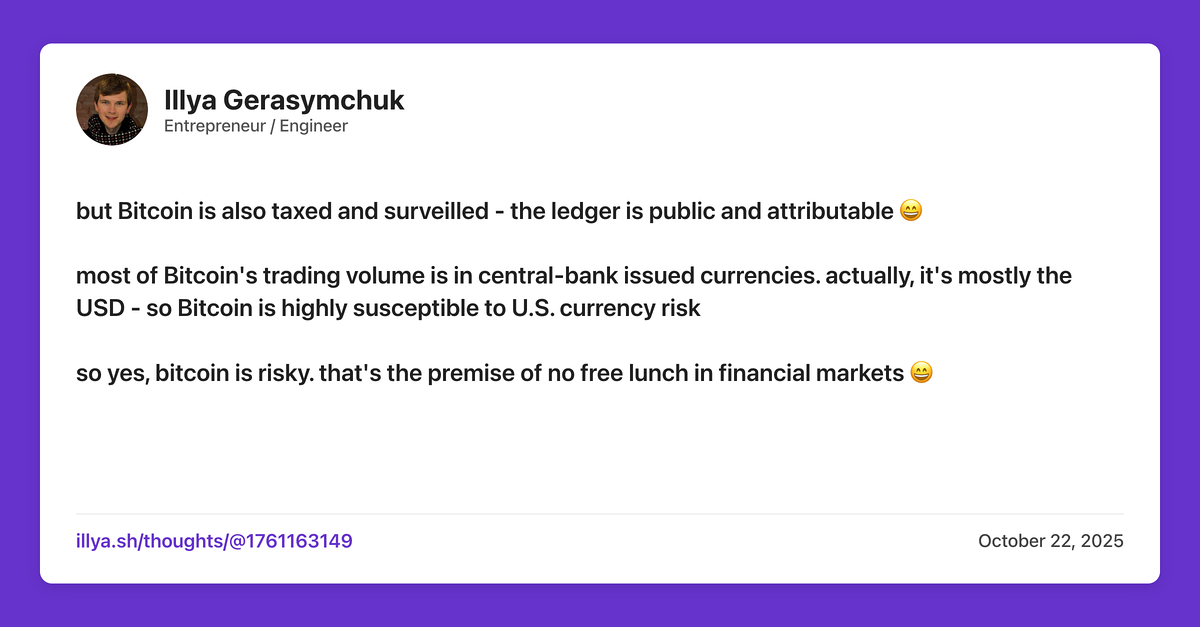 Illya Gerasymchuk
Entrepreneur / Engineer
but Bitcoin is also taxed and surveilled - the ledger is public and attributable 😄
most of Bitcoin's trading volume is in central-bank issued currencies. actually, it's mostly the
USD - so Bitcoin is highly susceptible to U.S. currency risk
so yes, bitcoin is risky. that's the premise of no free lunch in financial markets 😄
illya.sh/thoughts/@1761163149
October 22, 2025